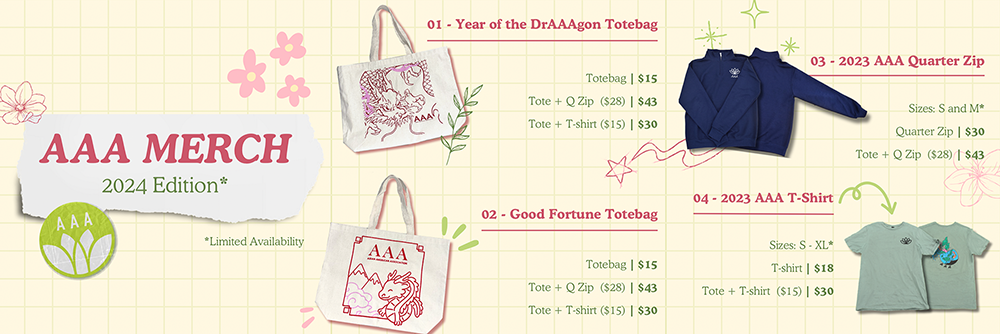 AAA MERCH
2024 Edition*
AAA
*Limited Availability
01 - Year of the DrAAAgon Totebag
Totebag | $15
Tote + Q Zip ($28) | $43
Tote + T-shirt ($15) | $30
AAA
02 - Good Fortune Totebag
Totebag | $15
Tote + Q Zip ($28) | $43
Tote + T-shirt ($15) | $30
AAA
03 - 2023 AAA Quarter Zip
Sizes: S and M*
Quarter Zip | $30
Tote + Q Zip ($28) | $43
04 - 2023 AAA T-Shirt
Sizes: S - XL*
T-shirt | $18
Tote + T-shirt ($15) | $30